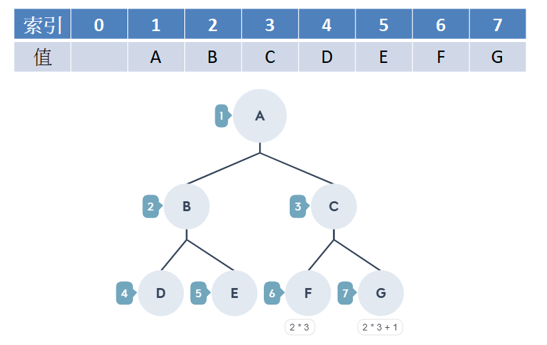 索引 0 1 2 3 4 5 6 7
值 A B C D E F G
1 A
2 B 3 C
4 D 5 E 6 F 7 G
2 * 3 2 * 3 + 1